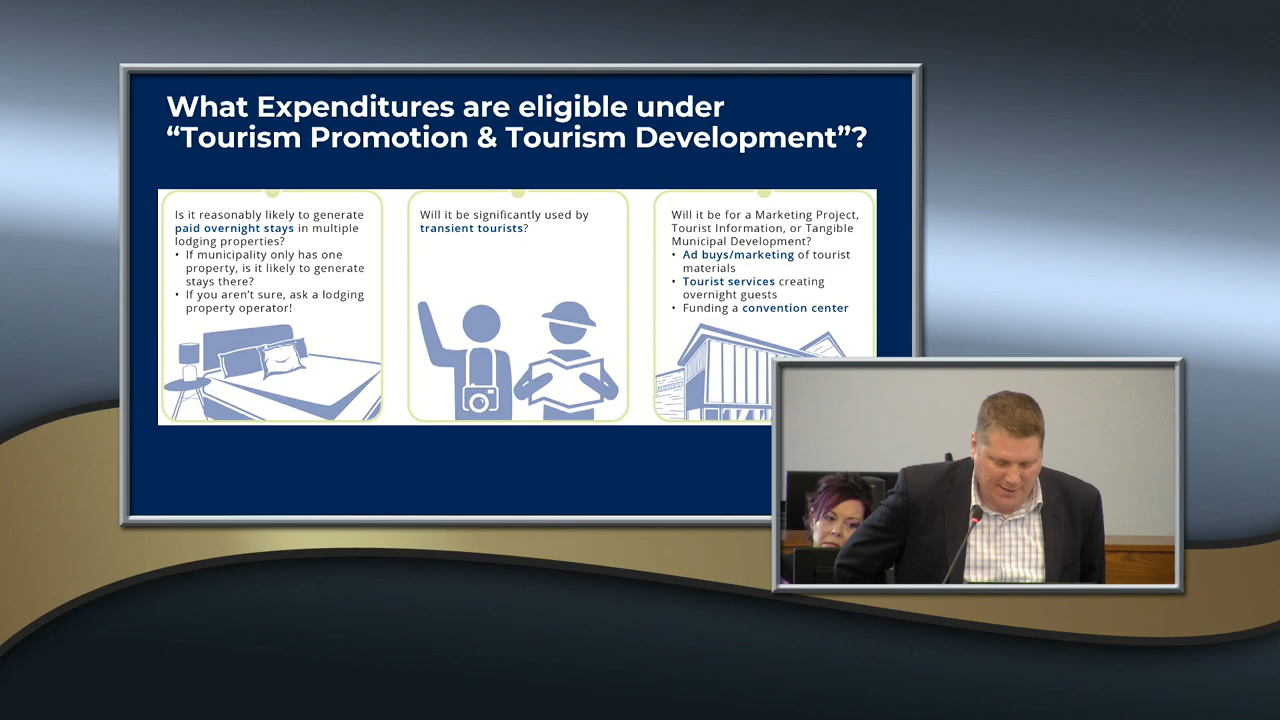 What Expenditures are eligible under
“Tourism Promotion & Tourism Development”?
Is it reasonably likely to generate
paid overnight stays in multiple
lodging properties?
• If municipality only has one
property, is it likely to generate
stays there?
• If you aren’t sure, ask a lodging
property operator!
Will it be significantly used by
transient tourists?
Will it be for a Marketing Project,
Tourist Information, or Tangible
Municipal Development?
• Ad buys/marketing of tourist
materials
• Tourist services creating
overnight guests
• Funding a convention center